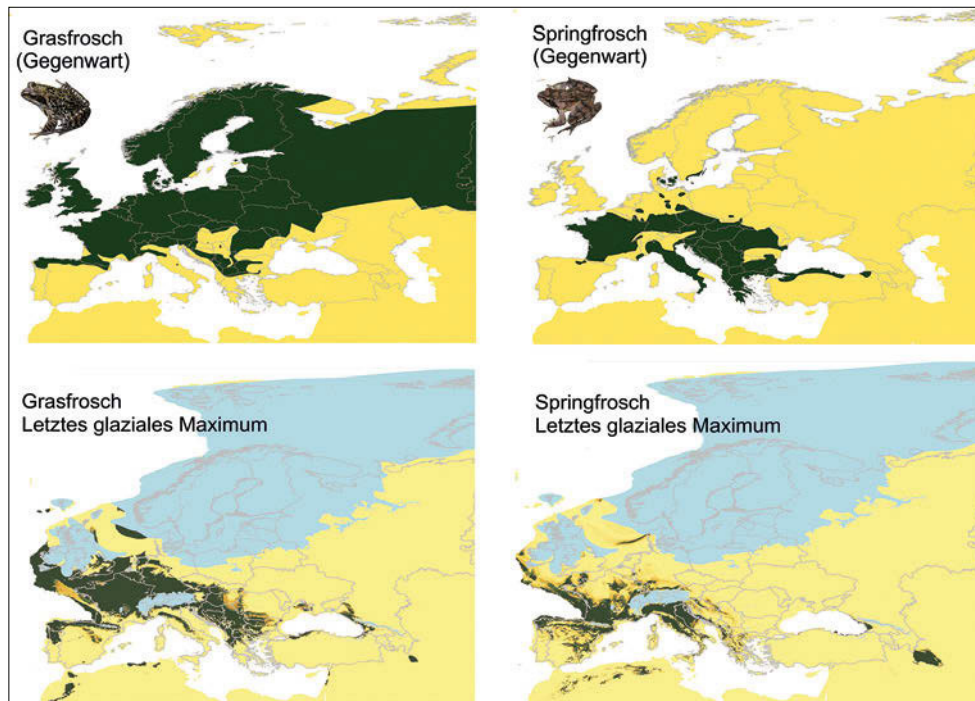 Grasfrosch
(Gegenwart)
Springfrosch
(Gegenwart)
Grasfrosch
Letztes glaziales Maximum
Springfrosch
Letztes glaziales Maximum